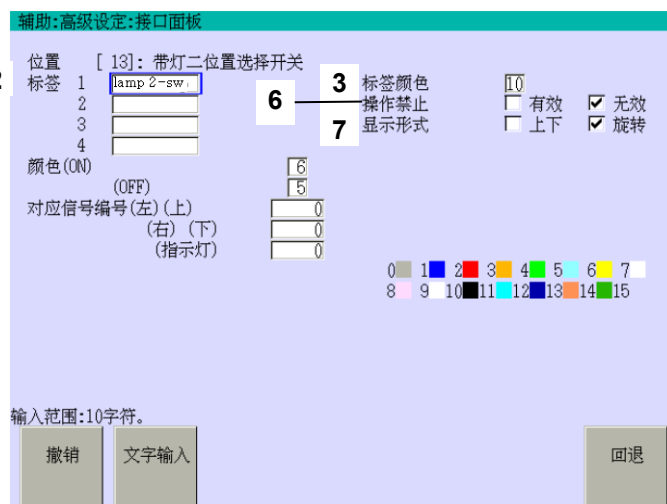 辅助:高级设定:接口面板
位置 [ 13]: 带灯二位置选择开关
标签 1 lamp 2-sw
2
3
4
颜色(ON) 6
(OFF) 5
对应信号编号(左)(上) 0
(右) (下) 0
(指示灯) 0
3 标签颜色 10
6 操作禁止 有效 无效
7 显示形式 上下 旋转
0 1 2 3 4 5 6 7
8 9 10 11 12 13 14 15
输入范围:10字符。
撤销 文字输入 回退